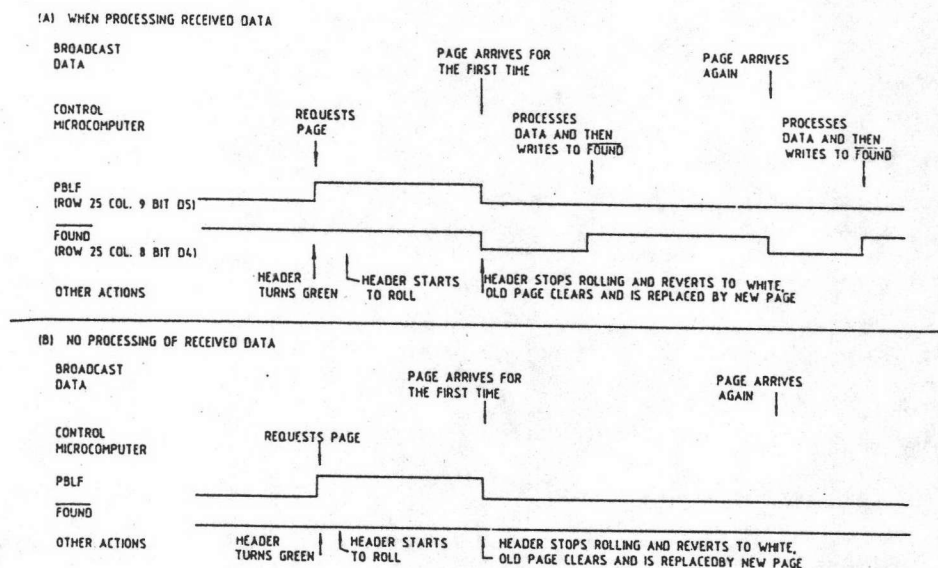 (A) WHEN PROCESSING RECEIVED DATA
BROADCAST
DATA
PAGE ARRIVES FOR
THE FIRST TIME
PAGE ARRIVES
AGAIN
CONTROL
MICROCOMPUTER
REQUESTS
PAGE
PROCESSES
DATA AND THEN
WRITES TO FOUND
PROCESSES
DATA AND THEN
WRITES TO FOUND
PBLF
(ROW 25 COL. 9 BIT D5)
FOUND
(ROW 25 COL. 8 BIT D4)
OTHER ACTIONS
HEADER
TURNS GREEN
HEADER STARTS
TO ROLL
HEADER STOPS ROLLING AND REVERTS TO WHITE,
OLD PAGE CLEARS AND IS REPLACED BY NEW PAGE
(B) NO PROCESSING OF RECEIVED DATA
BROADCAST
DATA
PAGE ARRIVES FOR
THE FIRST TIME
PAGE ARRIVES
AGAIN
CONTROL
MICROCOMPUTER
REQUESTS PAGE
PBLF
FOUND
OTHER ACTIONS
HEADER
TURNS GREEN
HEADER STARTS
TO ROLL
HEADER STOPS ROLLING AND REVERTS TO WHITE,
OLD PAGE CLEARS AND IS REPLACEDBY NEW PAGE